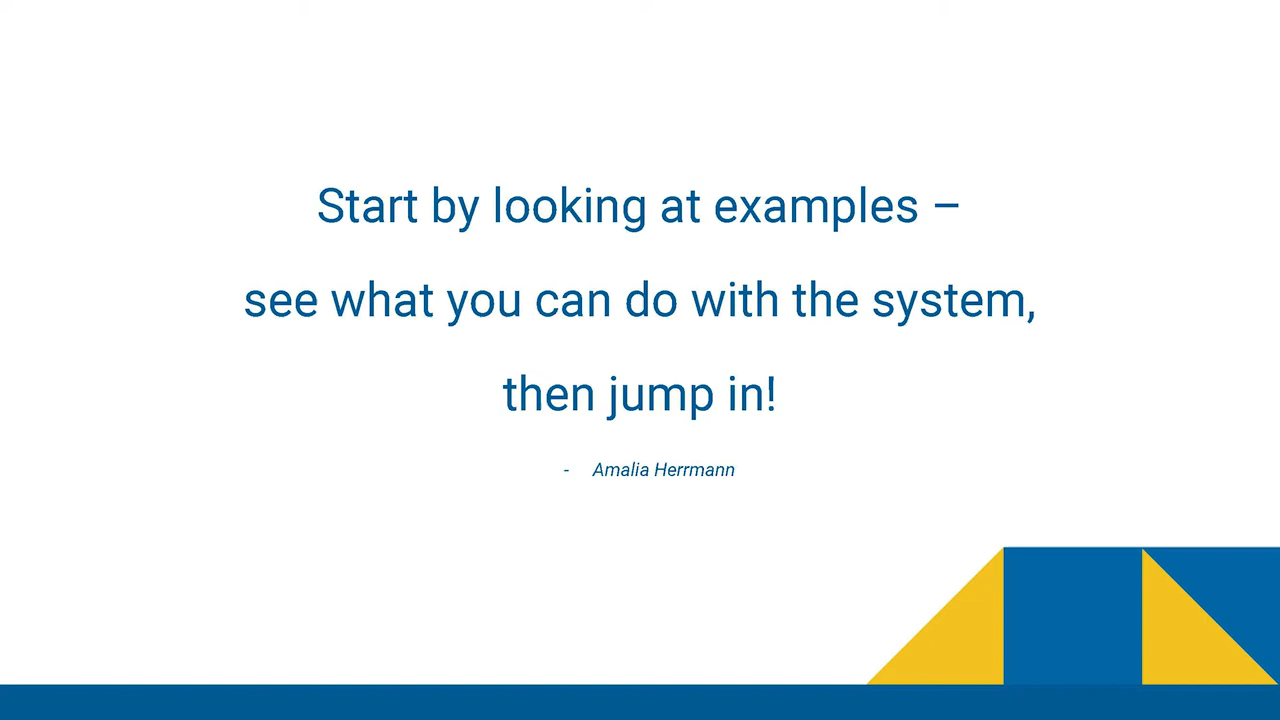 Start by looking at examples –
see what you can do with the system,
then jump in!
- Amalia Herrmann